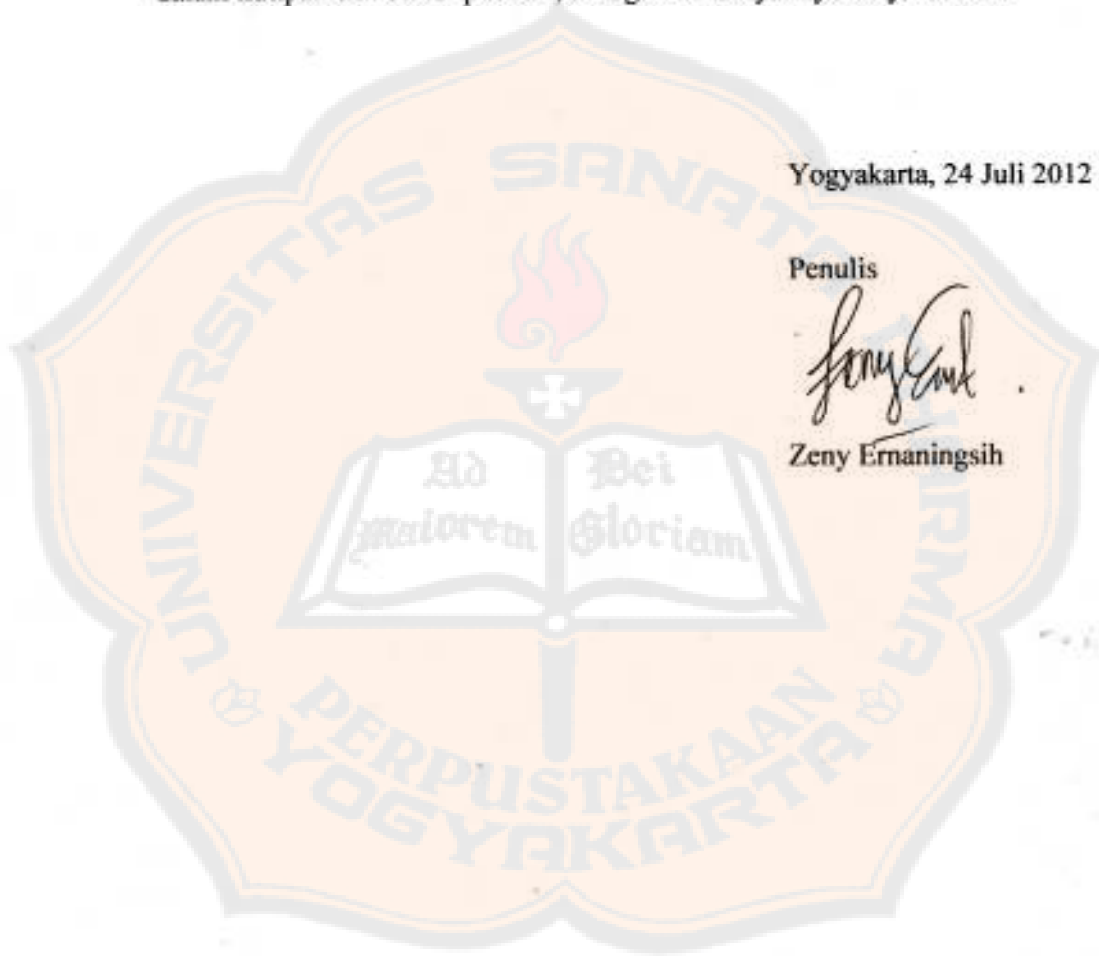 Yogyakarta, 24 Juli 2012
Penulis
Zeny Ernaningsih
UNIVERSITAS SANATA DHARMA
Ad Dei
Maiorem Gloriam
PERPUSTAKAAN
YOGYAKARTA